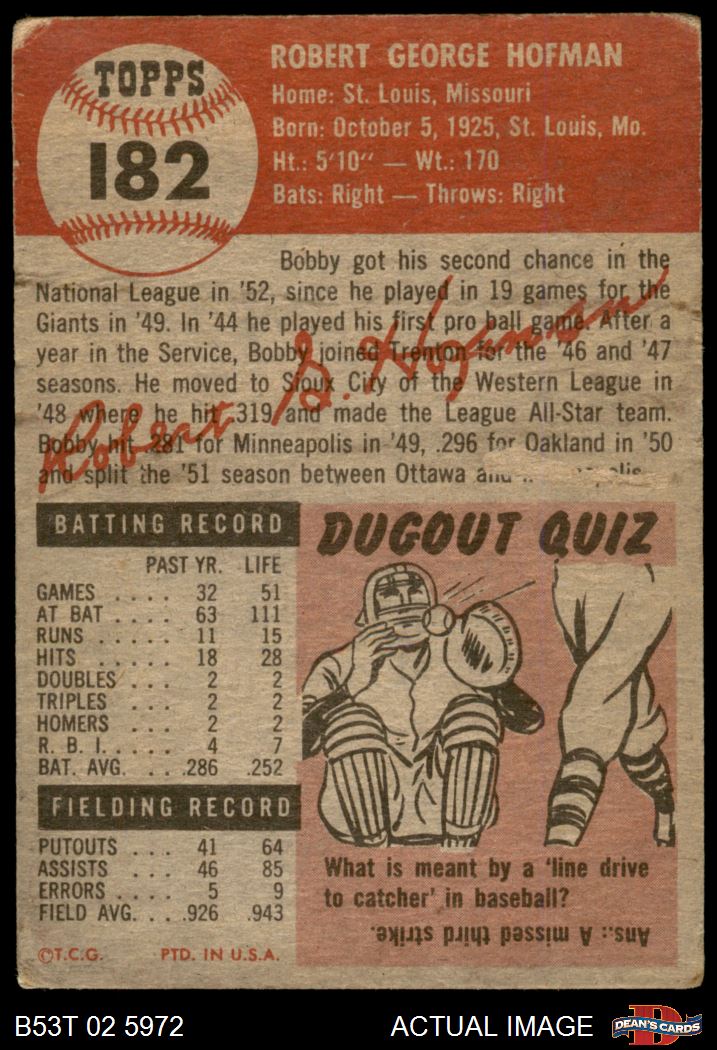 TOPPS
182
ROBERT GEORGE HOFMAN
Home: St. Louis, Missouri
Born: October 5, 1925, St. Louis, Mo.
Ht.: 5'10" — Wt.: 170
Bats: Right — Throws: Right
Bobby got his second chance in the
National League in '52, since he played in 19 games for the
Giants in '49. In '44 he played his first pro ball game. After a
year in the Service, Bobby joined Trenton for the '46 and '47
seasons. He moved to Sioux City of the Western League in
'48 where he hit .319 and made the League All-Star team.
Bobby hit .281 for Minneapolis in '49, .296 for Oakland in '50
and split the '51 season between Ottawa and
Robert G. Hofman
BATTING RECORD
PAST YR. LIFE
GAMES .... 32 51
AT BAT .... 63 111
RUNS ..... 11 15
HITS ..... 18 28
DOUBLES ... 2 2
TRIPLES ... 2 2
HOMERS ... 2 2
R. B. I. .... 4 7
BAT. AVG. .. .286 .252
FIELDING RECORD
PUTOUTS ... 41 64
ASSISTS ... 46 85
ERRORS .... 5 9
FIELD AVG. ... .926 .943
©T.C.G. PTD. IN U.S.A.
DUGOUT QUIZ
What is meant by a 'line drive
to catcher' in baseball?
Ans.: A missed third strike.
B53T 02 5972
ACTUAL IMAGE
DEAN'S CARDS